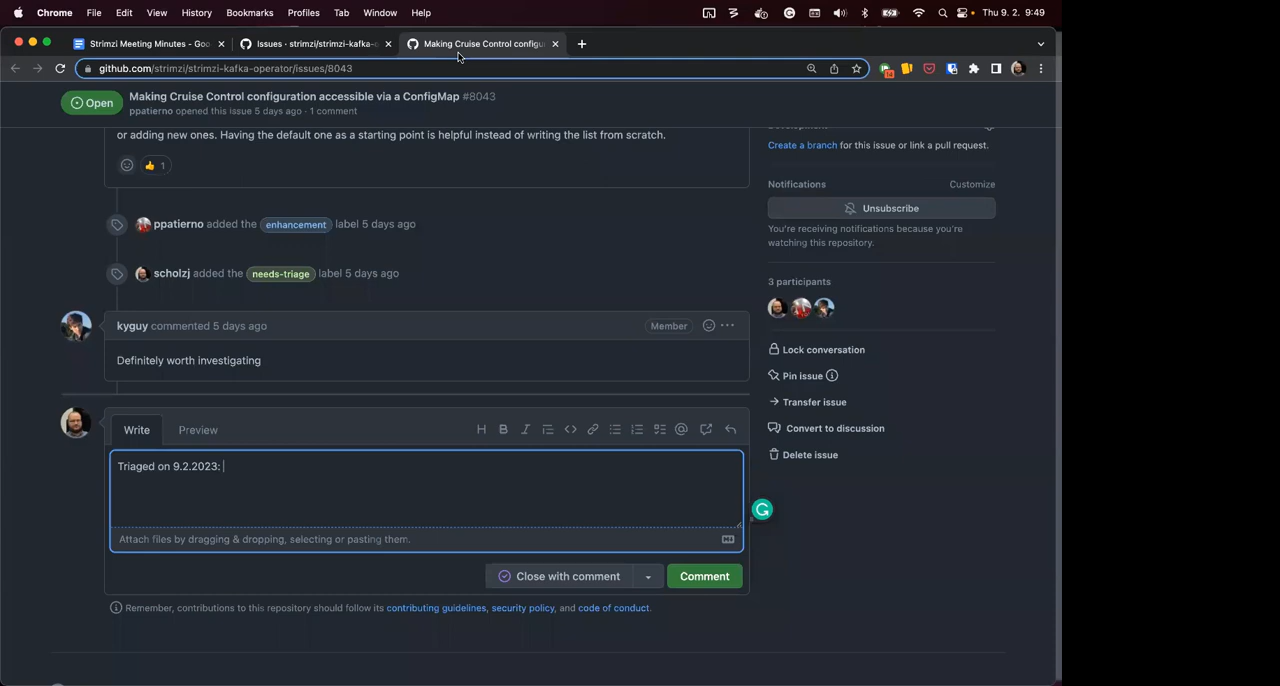 Chrome File Edit View History Bookmarks Profiles Tab Window Help Thu 9. 2. 9:49
Strimzi Meeting Minutes - Goo Issues · strimzi/strimzi-kafka-o Making Cruise Control configu
github.com/strimzi/strimzi-kafka-operator/issues/8043
14
Open Making Cruise Control configuration accessible via a ConfigMap #8043
ppatierno opened this issue 5 days ago · 1 comment
or adding new ones. Having the default one as a starting point is helpful instead of writing the list from scratch.
1
ppatierno added the enhancement label 5 days ago
scholzj added the needs-triage label 5 days ago
kyguy commented 5 days ago Member
Definitely worth investigating
Write Preview
Triaged on 9.2.2023:
Attach files by dragging & dropping, selecting or pasting them.
Close with comment Comment
Remember, contributions to this repository should follow its contributing guidelines, security policy, and code of conduct.
Create a branch for this issue or link a pull request.
Notifications Customize
Unsubscribe
You're receiving notifications because you're
watching this repository.
3 participants
Lock conversation
Pin issue
Transfer issue
Convert to discussion
Delete issue